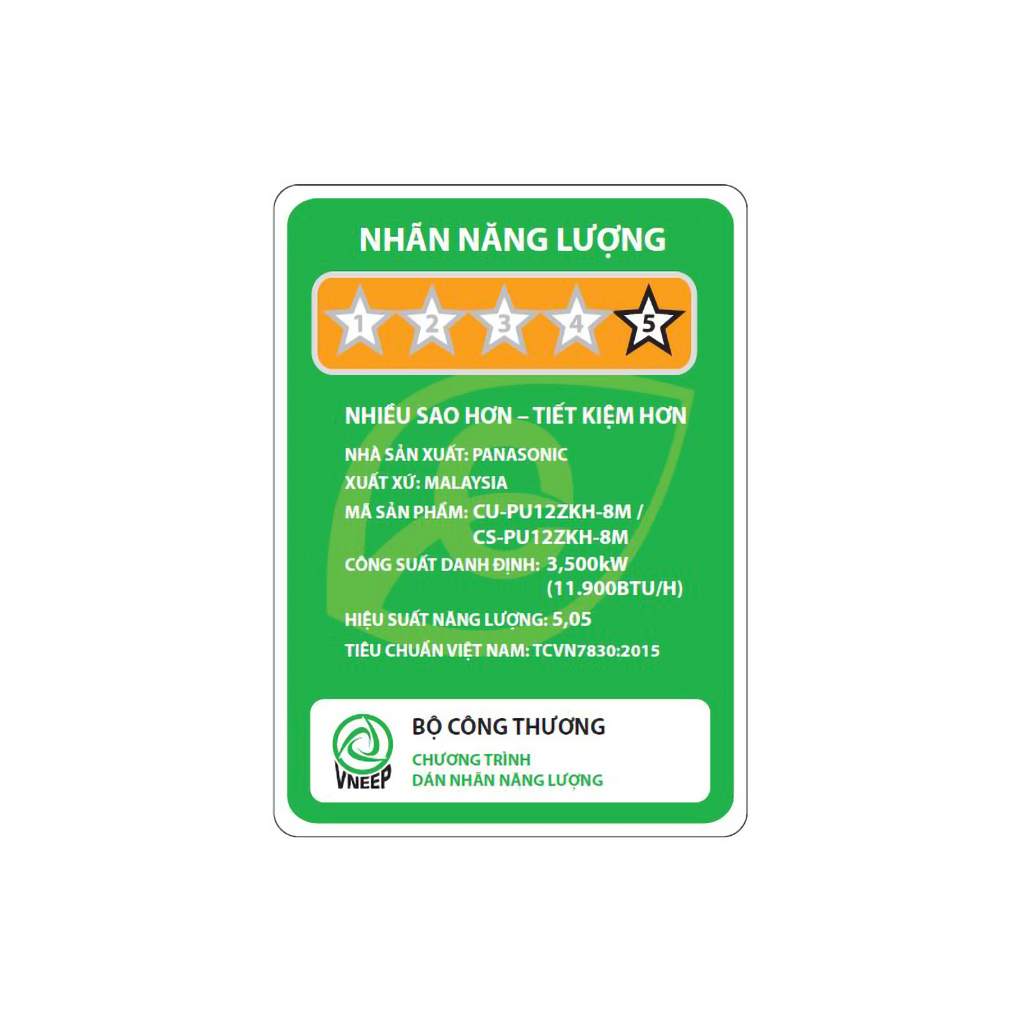 NHÃN NĂNG LƯỢNG
1 2 3 4 5
NHIỀU SAO HƠN – TIẾT KIỆM HƠN
NHÀ SẢN XUẤT: PANASONIC
XUẤT XỨ: MALAYSIA
MÃ SẢN PHẨM: CU-PU12ZKH-8M /
CS-PU12ZKH-8M
CÔNG SUẤT DANH ĐỊNH: 3,500kW
(11.900BTU/H)
HIỆU SUẤT NĂNG LƯỢNG: 5,05
TIÊU CHUẨN VIỆT NAM: TCVN7830:2015
BỘ CÔNG THƯƠNG
CHƯƠNG TRÌNH
DÁN NHÃN NĂNG LƯỢNG
VNEEP